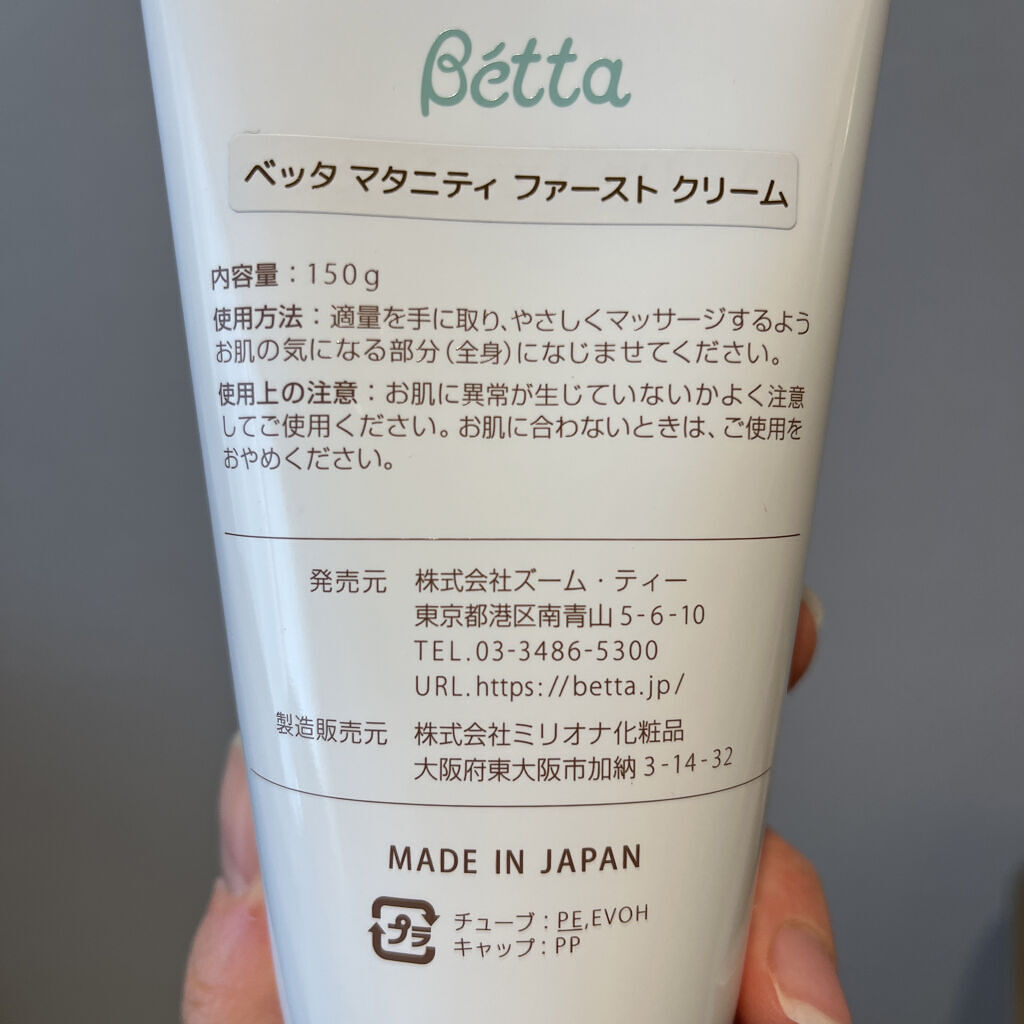 Bétta
ベッタ マタニティ ファースト クリーム
内容量：150g
使用方法：適量を手に取り、やさしくマッサージするよう
お肌の気になる部分（全身）になじませてください。
使用上の注意：お肌に異常が生じていないかよく注意
してご使用ください。お肌に合わないときは、ご使用を
おやめください。
発売元 株式会社ズーム・ティー
東京都港区南青山 5-6-10
TEL.03-3486-5300
URL.https://betta.jp/
製造販売元 株式会社ミリオナ化粧品
大阪府東大阪市加納 3-14-32
MADE IN JAPAN
プラ
チューブ：PE,EVOH
キャップ：PP